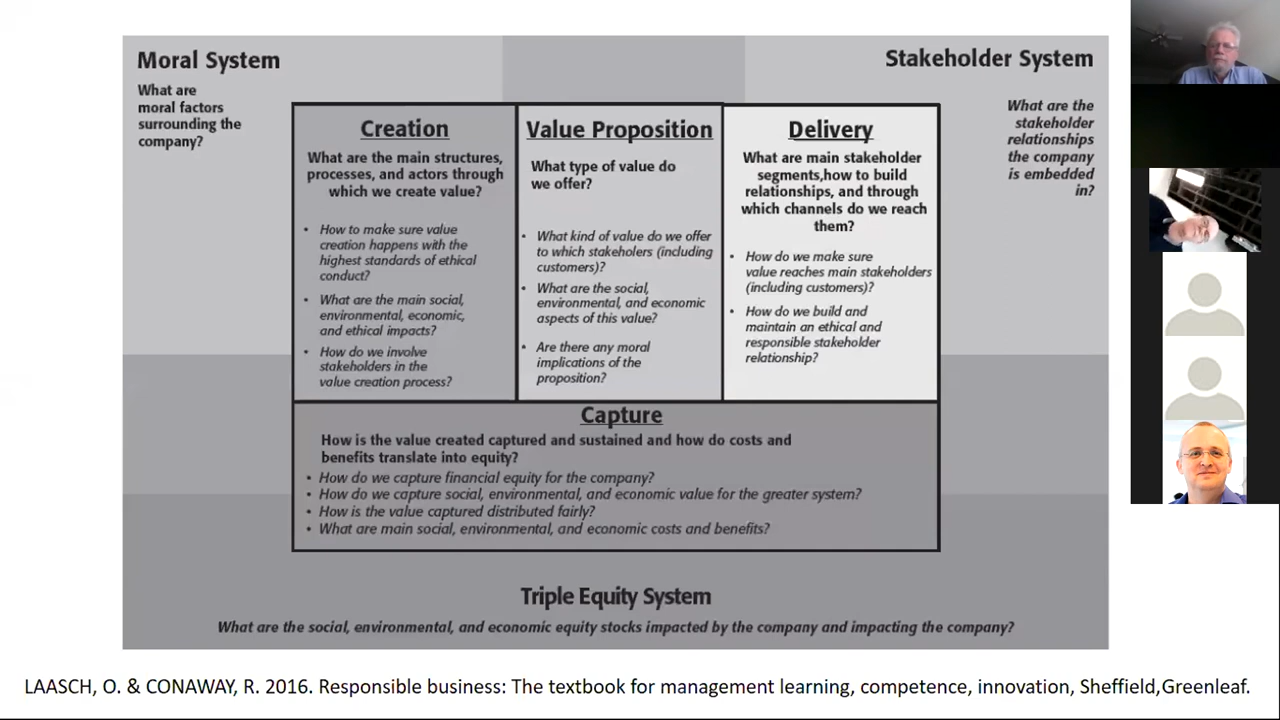 Moral System
What are
moral factors
surrounding the
company?
Stakeholder System
What are the
stakeholder
relationships
the company
is embedded
in?
Creation
What are the main structures,
processes, and actors through
which we create value?
• How to make sure value
creation happens with the
highest standards of ethical
conduct?
• What are the main social,
environmental, economic,
and ethical impacts?
• How do we involve
stakeholders in the
value creation process?
Value Proposition
What type of value do
we offer?
• What kind of value do we offer
to which stakeholers (including
customers)?
• What are the social,
environmental, and economic
aspects of this value?
• Are there any moral
implications of the
proposition?
Delivery
What are main stakeholder
segments,how to build
relationships, and through
which channels do we reach
them?
• How do we make sure
value reaches main stakeholders
(including customers)?
• How do we build and
maintain an ethical and
responsible stakeholder
relationship?
Capture
How is the value created captured and sustained and how do costs and
benefits translate into equity?
• How do we capture financial equity for the company?
• How do we capture social, environmental, and economic value for the greater system?
• How is the value captured distributed fairly?
• What are main social, environmental, and economic costs and benefits?
Triple Equity System
What are the social, environmental, and economic equity stocks impacted by the company and impacting the company?
LAASCH, O. & CONAWAY, R. 2016. Responsible business: The textbook for management learning, competence, innovation, Sheffield,Greenleaf.